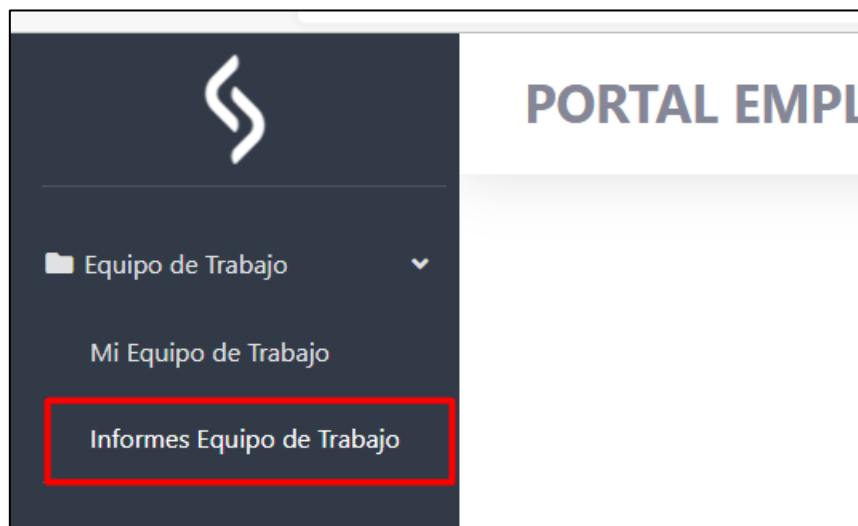 PORTAL EMPL
Equipo de Trabajo
Mi Equipo de Trabajo
Informes Equipo de Trabajo